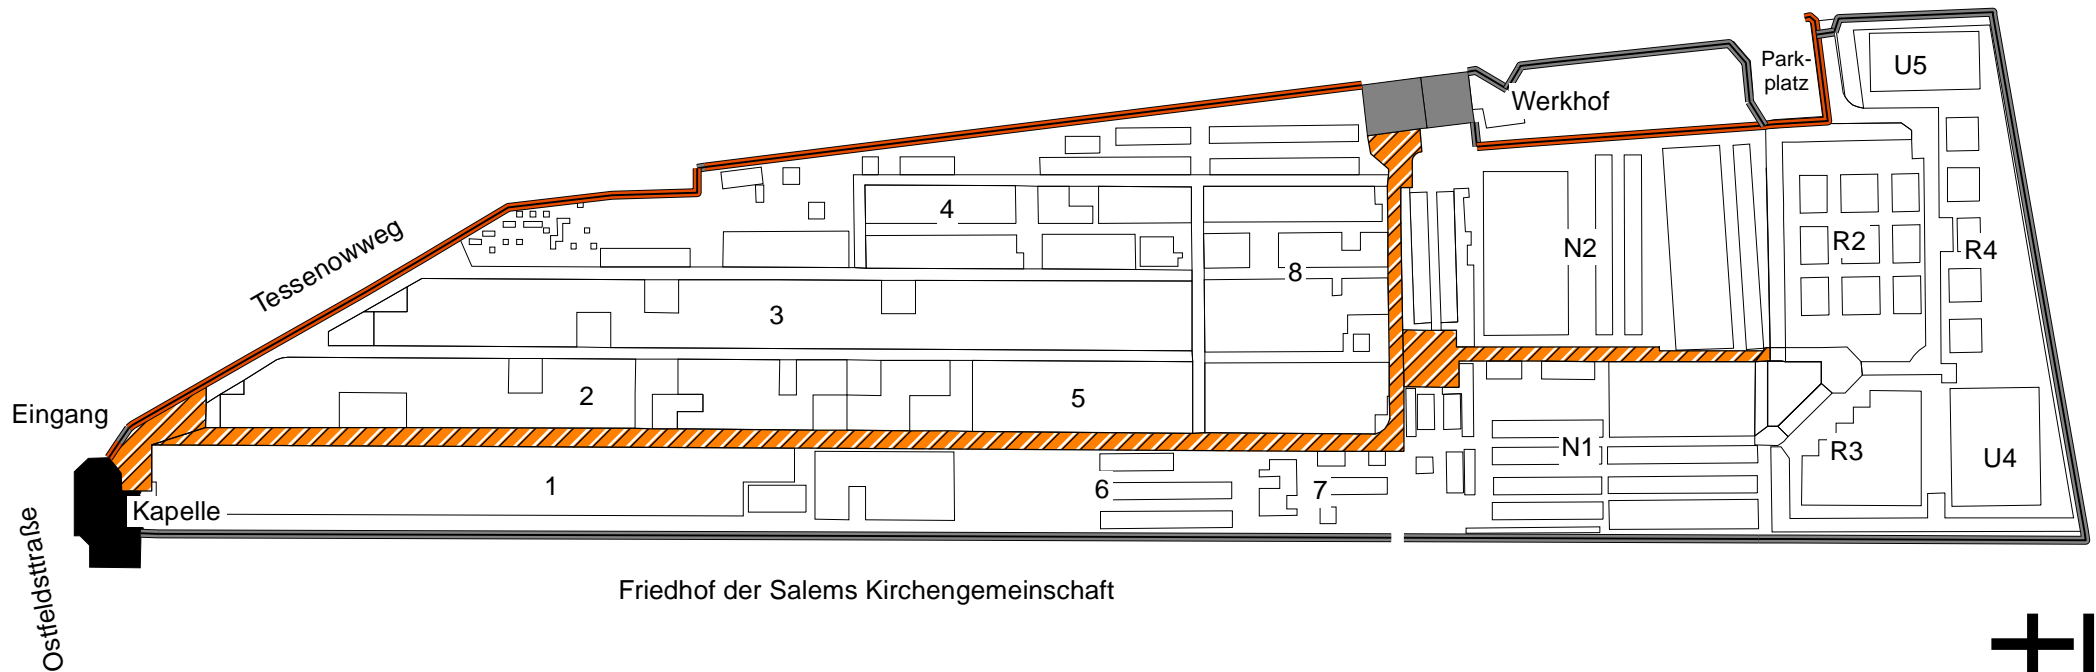 Park-
platz
U5
Werkhof
4
Tessenowweg
N2
R2
R4
8
3
2
5
Eingang
1
6
7
N1
R3
U4
Kapelle
Ostfeldsttraße
Friedhof der Salems Kirchengemeinschaft